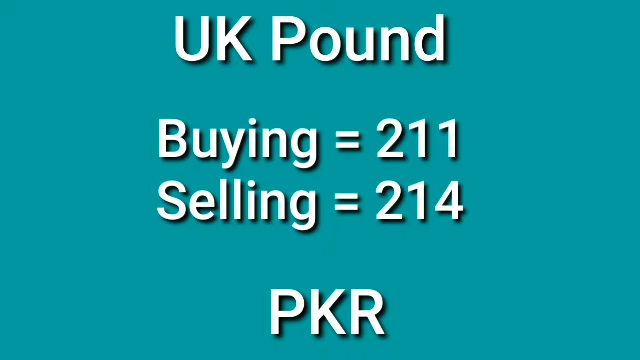 UK Pound
Buying = 211
Selling = 214
PKR